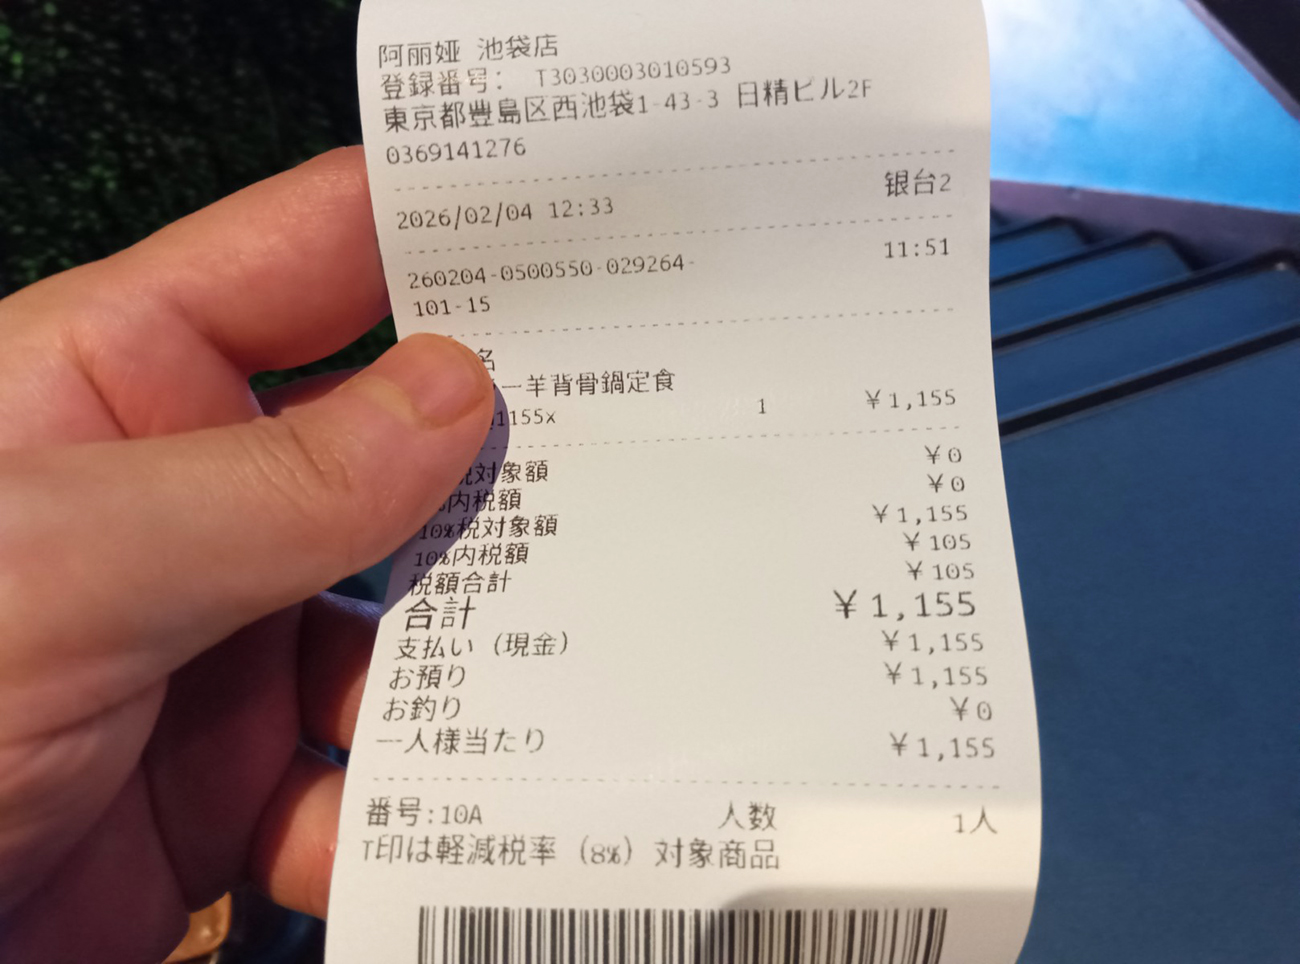 阿丽娅 池袋店
登録番号: T3030003010593
東京都豊島区西池袋1-43-3 日精ビル2F
0369141276
2026/02/04 12:33 银台2
260204-0500550-029264- 11:51
101-15
名
ー羊背骨鍋定食
1155x 1 ¥1,155
税対象額 ¥0
内税額 ¥0
10%税対象額 ¥1,155
10%内税額 ¥105
税額合計 ¥105
合計 ¥1,155
支払い (現金) ¥1,155
お預り ¥1,155
お釣り ¥0
一人様当たり ¥1,155
番号:10A 人数 1人
T印は軽減税率 (8%) 対象商品